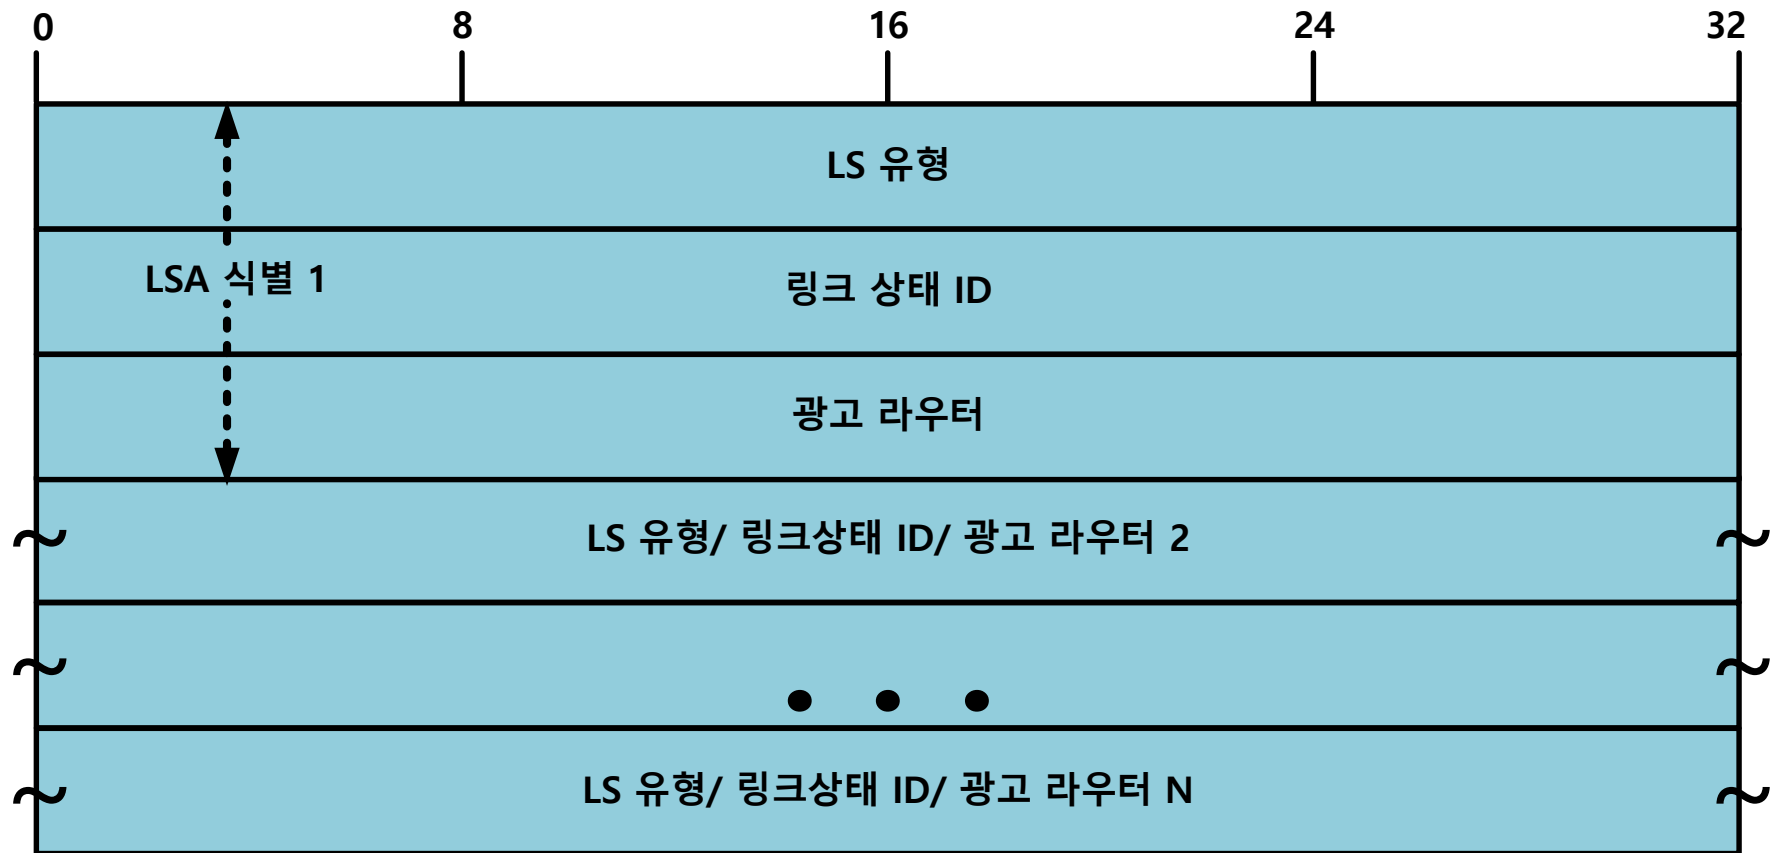 0 8 16 24 32
LS 유형
LSA 식별 1
링크 상태 ID
광고 라우터
LS 유형/ 링크상태 ID/ 광고 라우터 2
LS 유형/ 링크상태 ID/ 광고 라우터 N